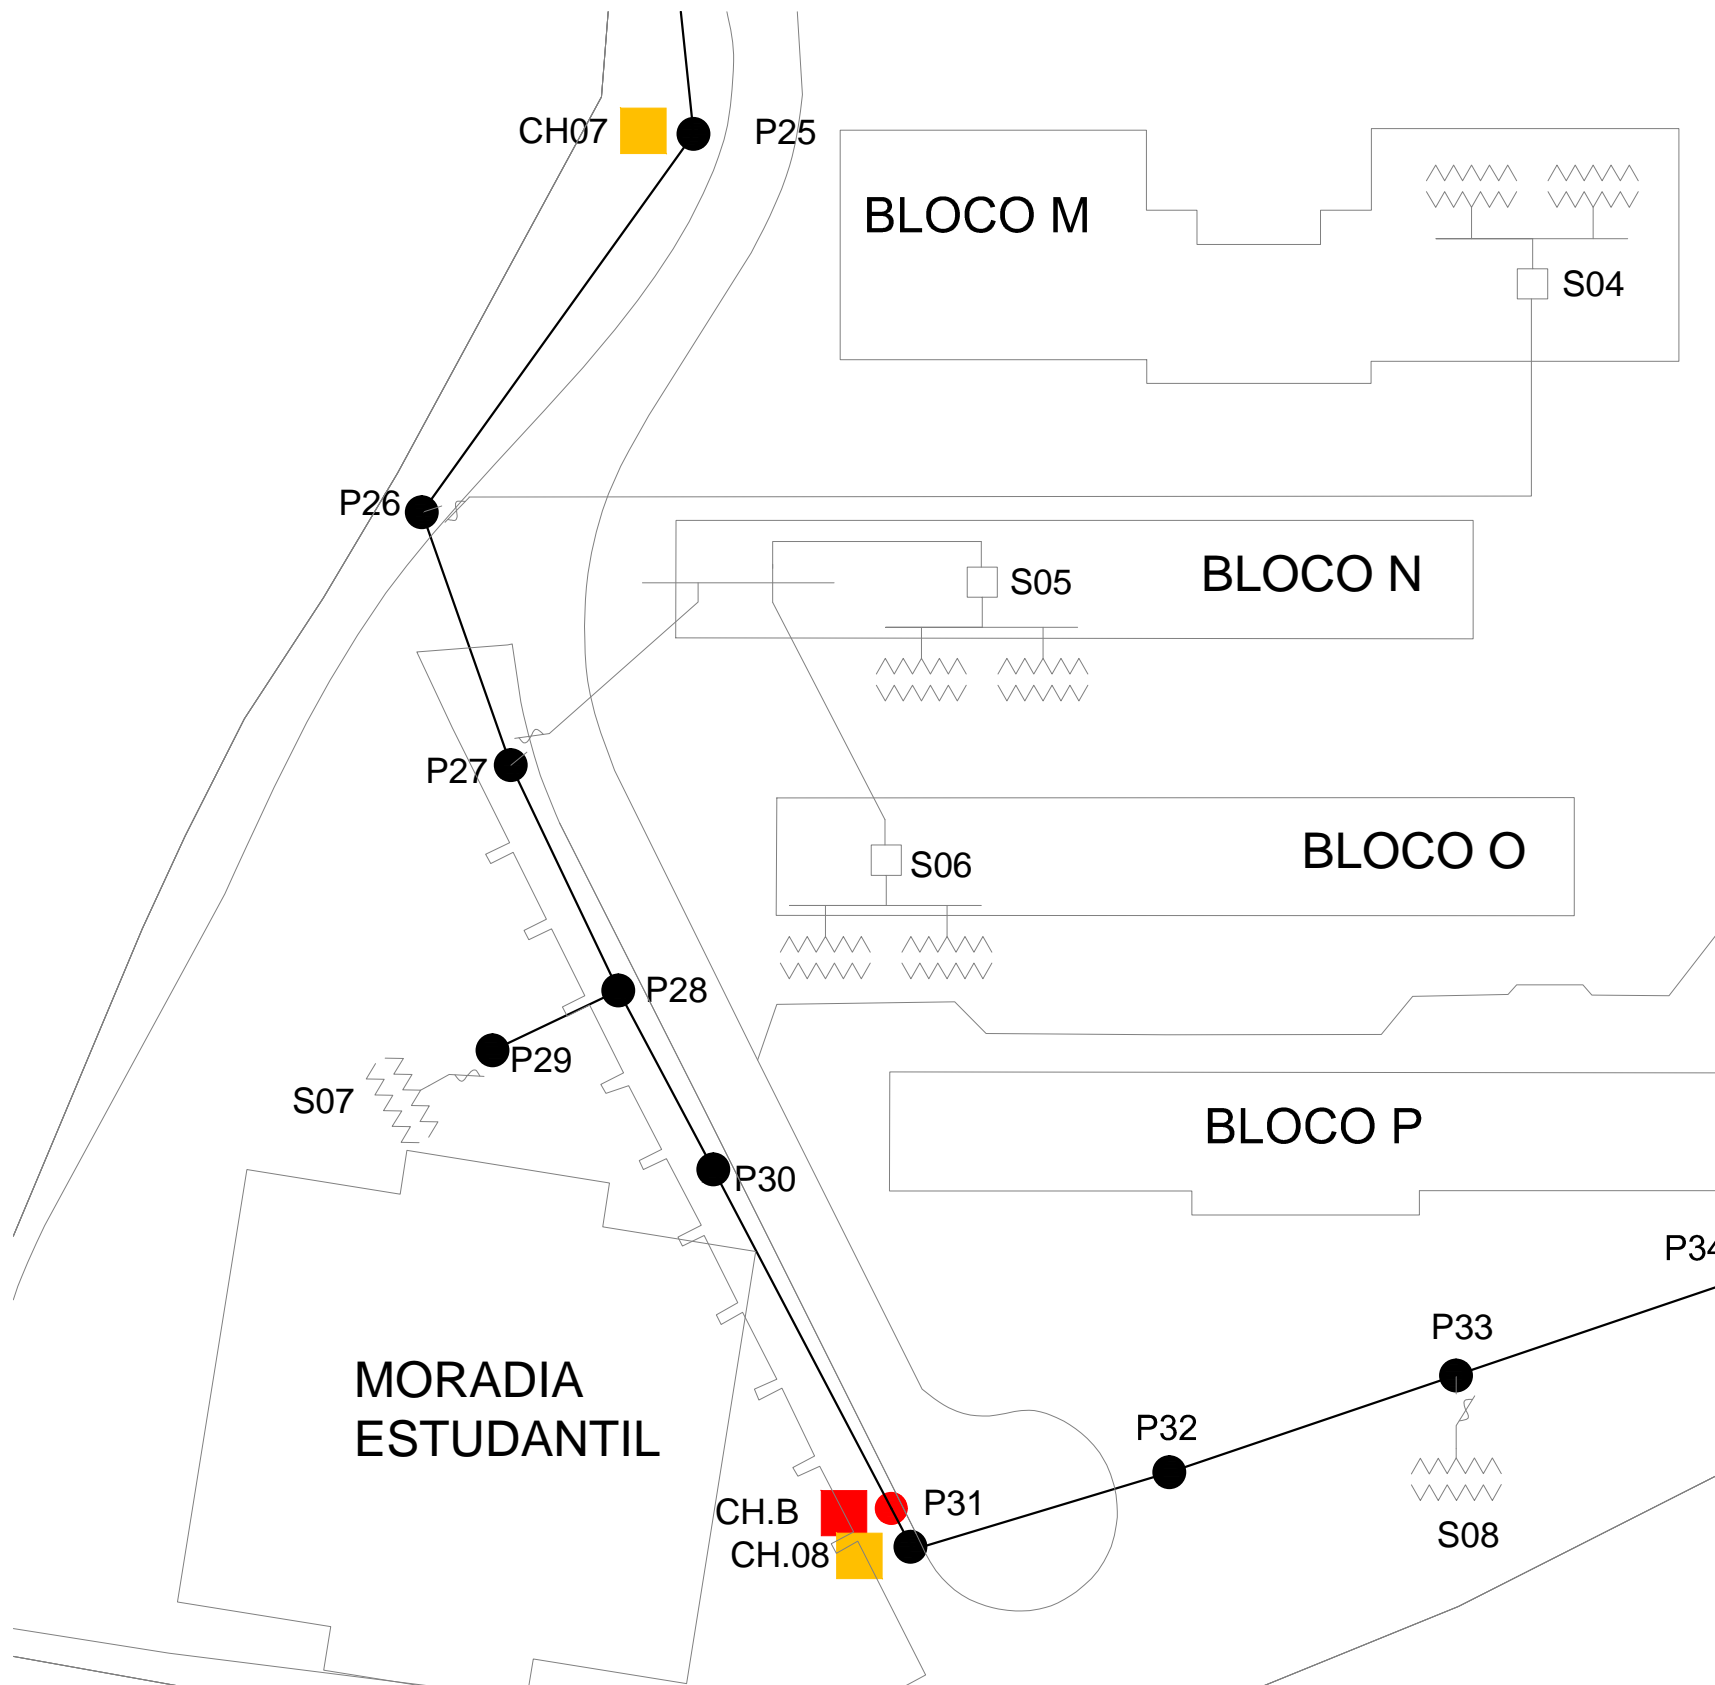 CH07
P25
BLOCO M
S04
P26
BLOCO N
S05
P27
BLOCO O
S06
P28
P29
S07
BLOCO P
P30
P34
P33
MORADIA
ESTUDANTIL
P32
P31
CH.B
S08
CH.08